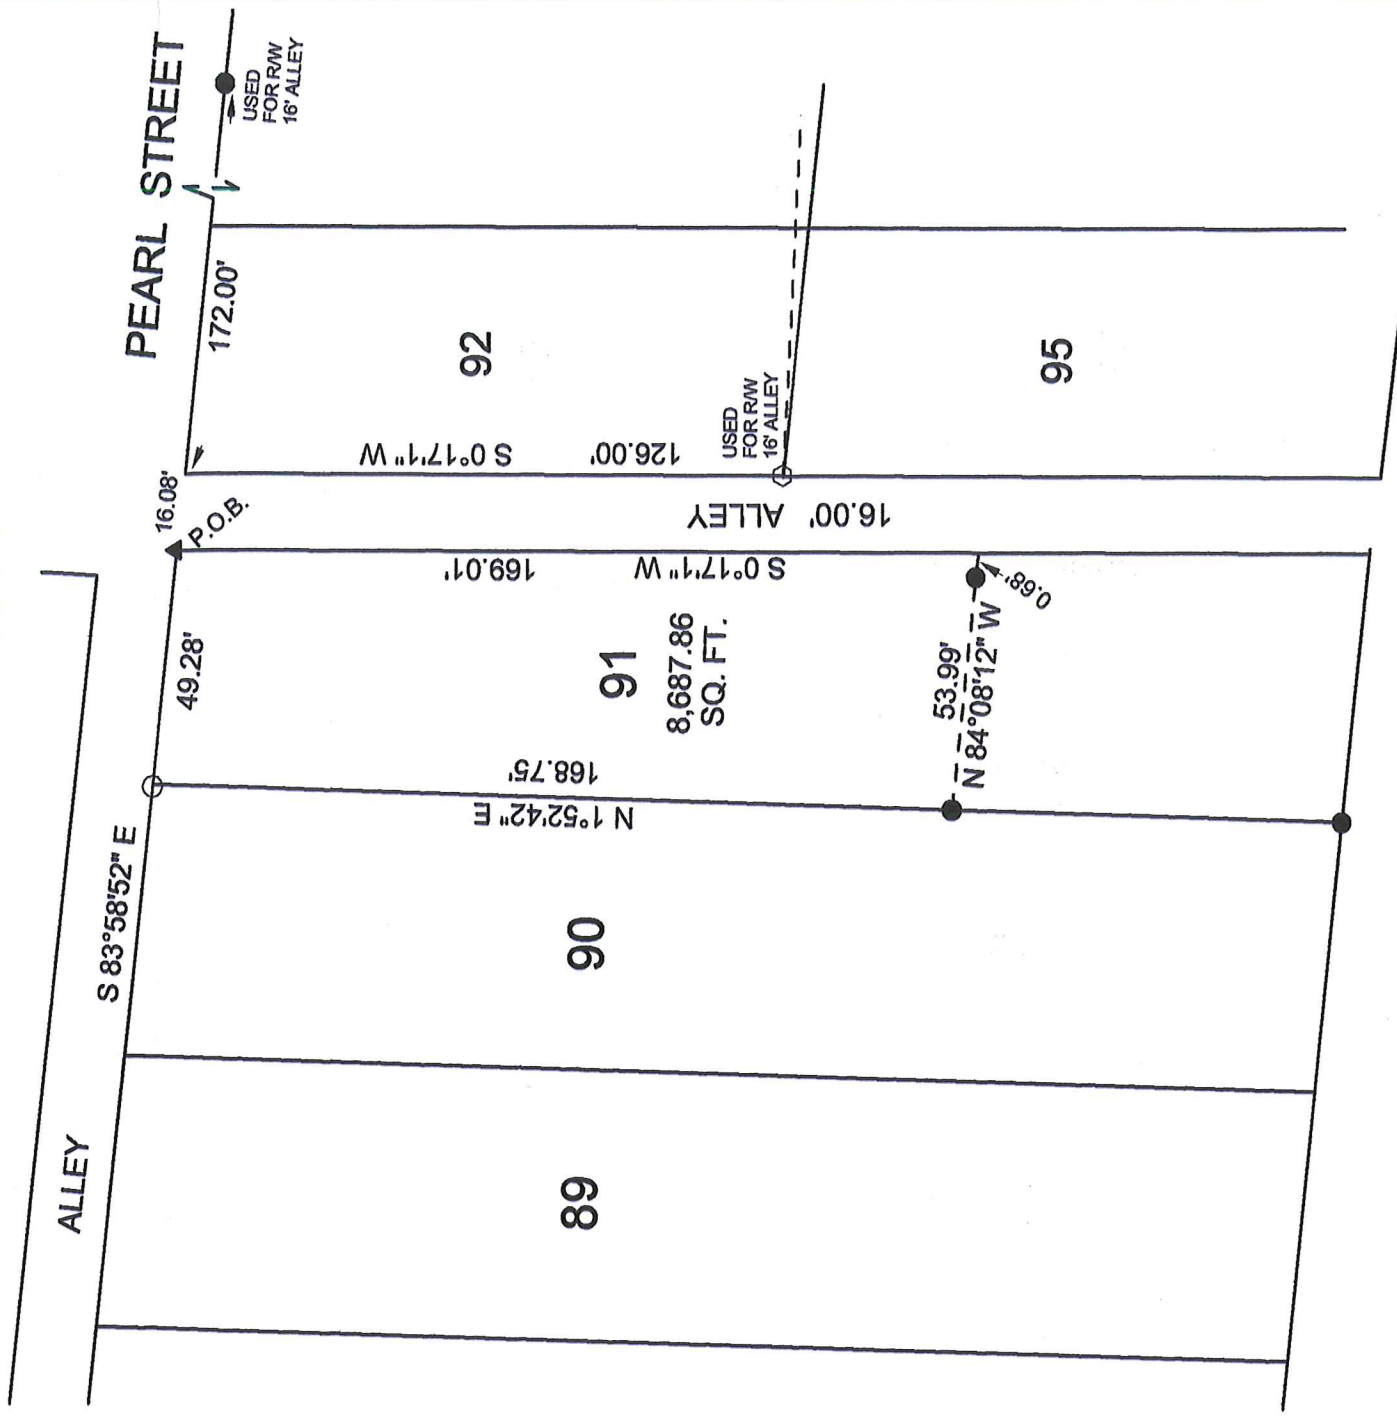 PEARL STREET
USED
FOR R/W
16' ALLEY
172.00'
16.08'
P.O.B.
92
S 0°17'1" W
126.00'
USED
FOR R/W
16' ALLEY
95
16.00' ALLEY
49.28'
S 0°17'1" W
169.01'
91
8,687.86
SQ. FT.
0.68'
53.99'
N 84°08'12" W
168.75'
N 1°52'42" E
S 83°58'52" E
90
ALLEY
89